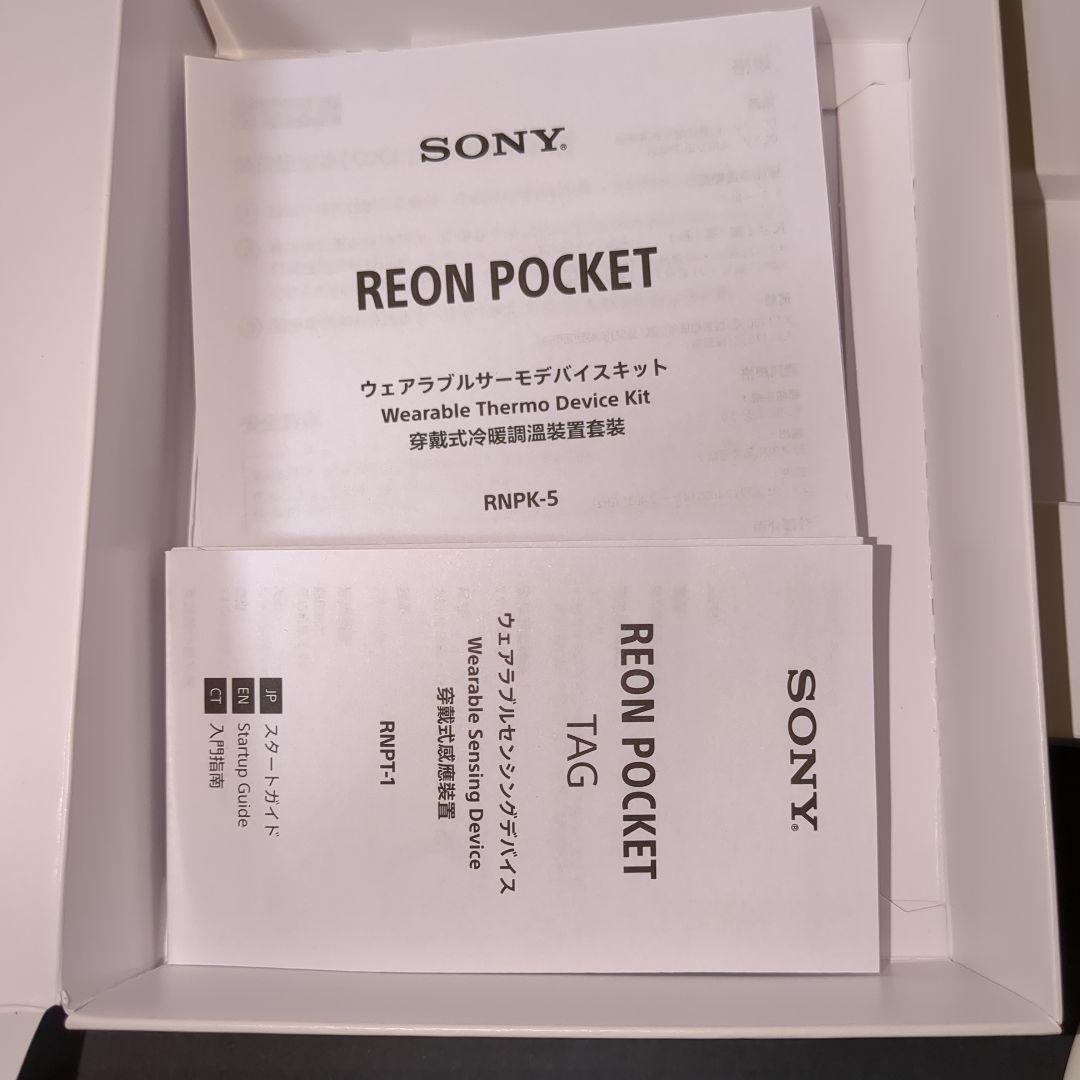 SONY®
REON POCKET
ウェアラブルサーモデバイスキット
Wearable Thermo Device Kit
穿戴式冷暖調溫裝置套裝
RNPK-5
SONY®
REON POCKET
TAG
ウェアラブルセンシングデバイス
Wearable Sensing Device
穿戴式感應裝置
RNPT-1
JP スタートガイド
EN Startup Guide
CT 入門指南